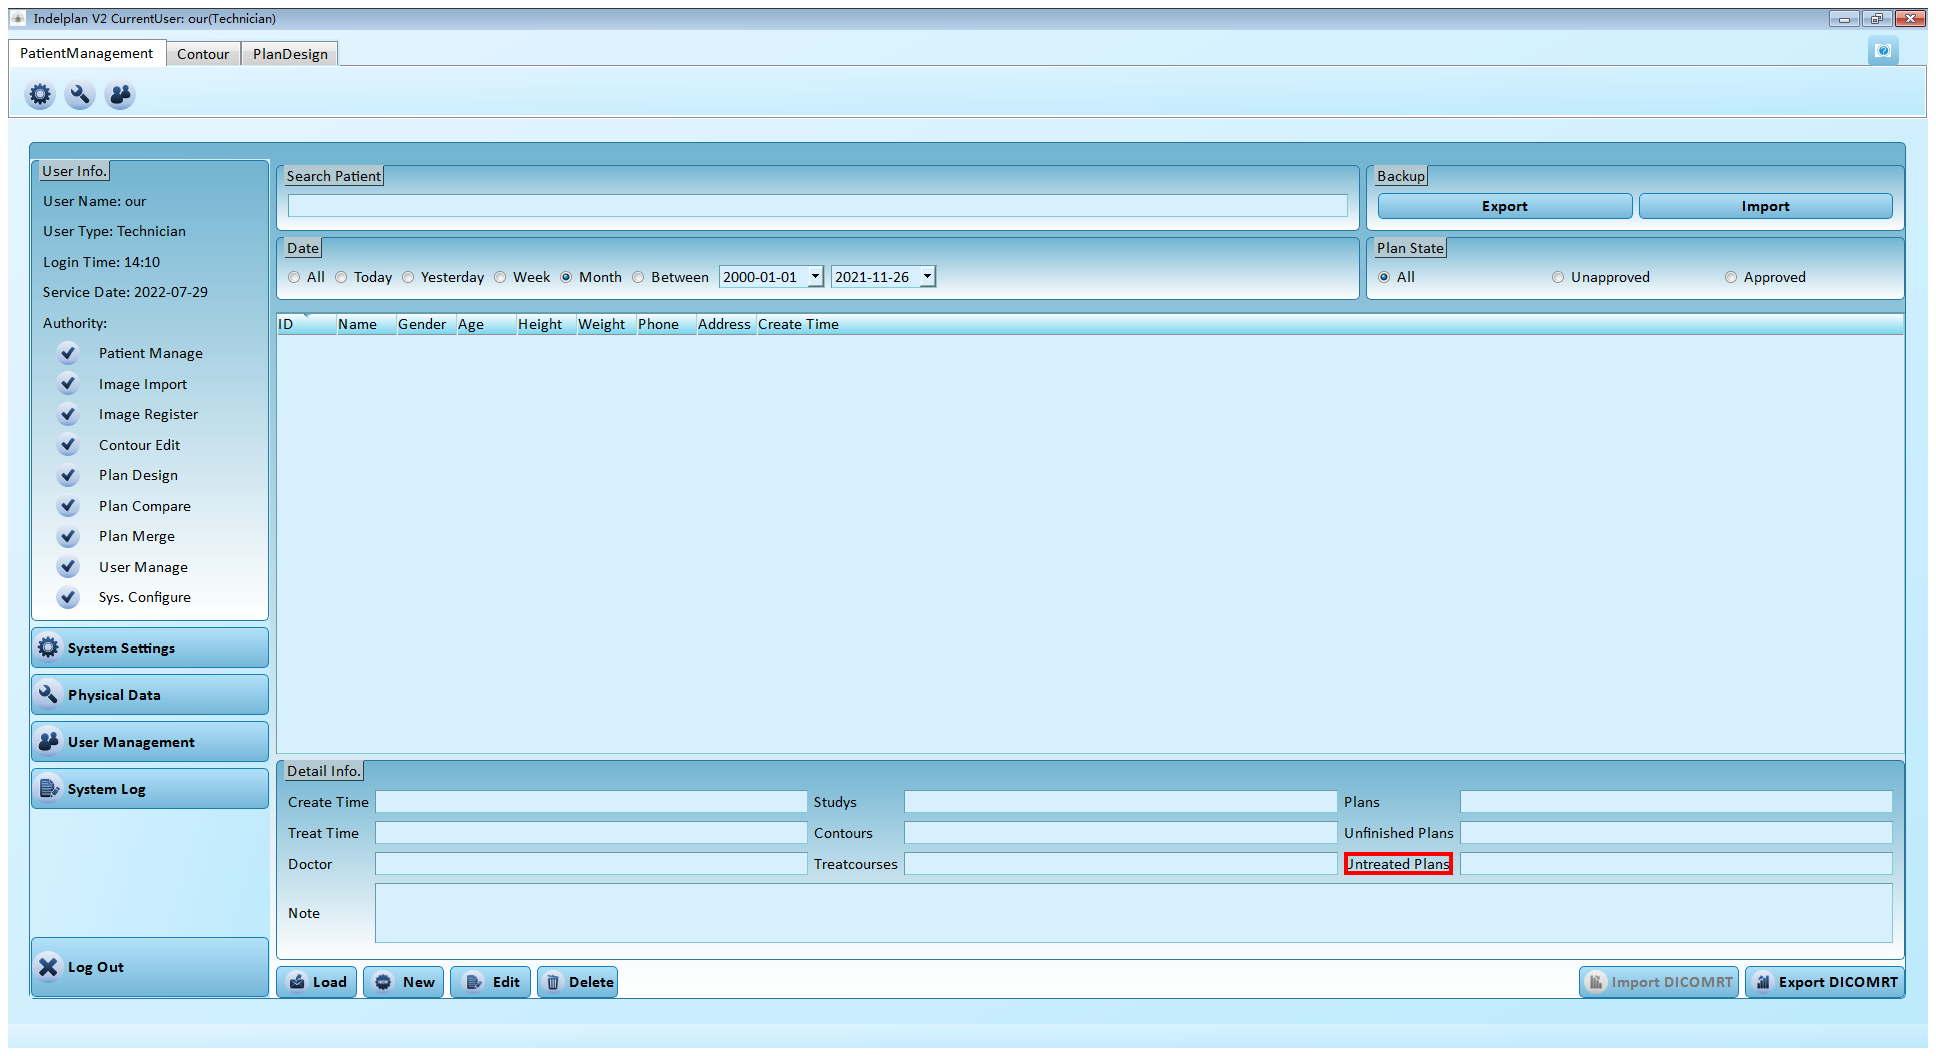 Indelplan V2 CurrentUser: our(Technician)
PatientManagement
Contour
PlanDesign
User Info.
User Name: our
User Type: Technician
Login Time: 14:10
Service Date: 2022-07-29
Authority:
Patient Manage
Image Import
Image Register
Contour Edit
Plan Design
Plan Compare
Plan Merge
User Manage
Sys. Configure
System Settings
Physical Data
User Management
System Log
Log Out
Search Patient
Backup
Export
Import
Date
All
Today
Yesterday
Week
Month
Between
2000-01-01
2021-11-26
Plan State
All
Unapproved
Approved
ID
Name
Gender
Age
Height
Weight
Phone
Address
Create Time
Detail Info.
Create Time
Studys
Plans
Treat Time
Contours
Unfinished Plans
Doctor
Treatcourses
Untreated Plans
Note
Load
New
Edit
Delete
Import DICOMRT
Export DICOMRT